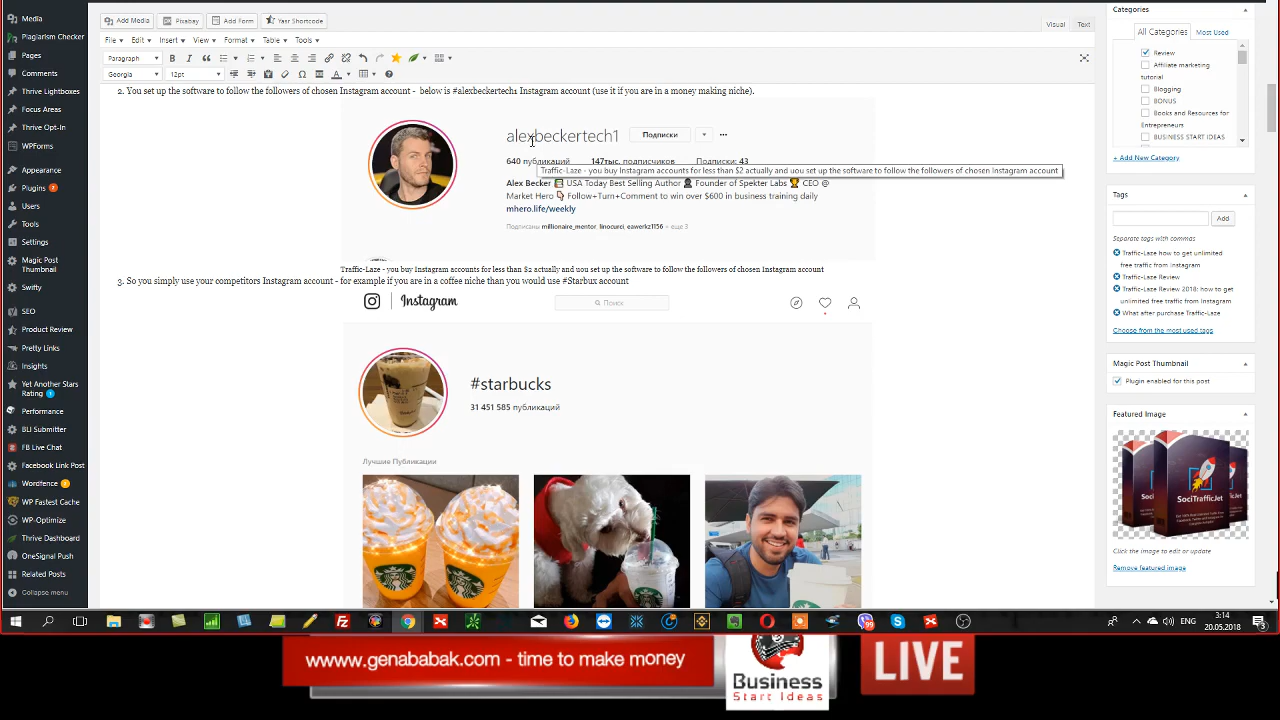 Media
Plagiarism Checker
Pages
Comments
Thrive Lightboxes
Focus Areas
Thrive Opt-In
WPForms
Appearance
Plugins 2
Users
Tools
Settings
Magic Post
Thumbnail
Swifty
SEO
Product Review
Pretty Links
Insights
Yet Another Stars
Rating 1
Performance
BLI Submitter
FB Live Chat
Facebook Link Post
Wordfence 2
WP Fastest Cache
WP-Optimize
Thrive Dashboard
OneSignal Push
Related Posts
Collapse menu
Add Media Pixabay Add Form Yasr Shortcode
Visual Text
File Edit Insert View Format Table Tools
Paragraph
Georgia 12pt
2. You set up the software to follow the followers of chosen Instagram account - below is #alexbeckertech1 Instagram account (use it if you are in a money making niche).
alexbeckertech1 Подписки
640 публикаций 147тыс. подписчиков Подписки: 43
Traffic-Laze - you buy Instagram accounts for less than $2 actually and uou set up the software to follow the followers of chosen Instagram account
Alex Becker USA Today Best Selling Author Founder of Spekter Labs CEO @
Market Hero Follow+Turn+Comment to win over $600 in business training daily
mhero.life/weekly
Подписаны millionaire_mentor, linocurci, eawerkz1156 + еще 3
Traffic-Laze - you buy Instagram accounts for less than $2 actually and uou set up the software to follow the followers of chosen Instagram account
3. So you simply use your competitors Instagram account - for example if you are in a coffee niche than you would use #Starbux account
Instagram Поиск
#starbucks
31 451 585 публикаций
Лучшие Публикации
Categories
All Categories Most Used
Review
Affiliate marketing
tutorial
Blogging
BONUS
Books and Resources for
Entrepreneurs
BUSINESS START IDEAS
+ Add New Category
Tags
Add
Separate tags with commas
Traffic-Laze how to get unlimited
free traffic from Instagram
Traffic-Laze Review
Traffic-Laze Review 2018: how to get
unlimited free traffic from Instagram
What after purchase Traffic-Laze
Choose from the most used tags
Magic Post Thumbnail
Plugin enabled for this post
Featured Image
SociTrafficJet
Click the image to edit or update
Remove featured image
ENG
3:14
20.05.2018
99
3
www.genababak.com - time to make money
Business
Start Ideas
LIVE